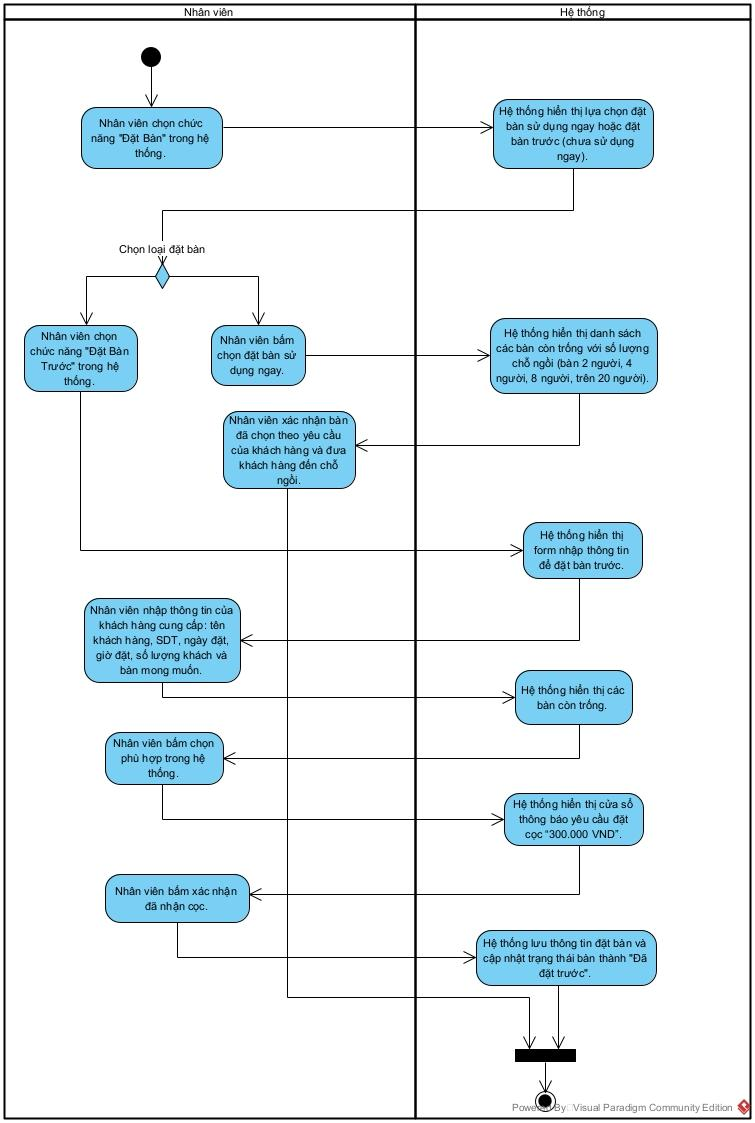 Nhân viên
Hệ thống
Nhân viên chọn chức
năng "Đặt Bàn" trong hệ
thống.
Hệ thống hiển thị lựa chọn đặt
bàn sử dụng ngay hoặc đặt
bàn trước (chưa sử dụng
ngay).
Chọn loại đặt bàn
Nhân viên chọn
chức năng "Đặt Bàn
Trước" trong hệ
thống.
Nhân viên bấm
chọn đặt bàn sử
dụng ngay.
Hệ thống hiển thị danh sách
các bàn còn trống với số lượng
chỗ ngồi (bàn 2 người, 4
người, 8 người, trên 20 người).
Nhân viên xác nhận bàn
đã chọn theo yêu cầu
của khách hàng và đưa
khách hàng đến chỗ
ngồi.
Hệ thống hiển thị
form nhập thông tin
để đặt bàn trước.
Nhân viên nhập thông tin của
khách hàng cung cấp: tên
khách hàng, SDT, ngày đặt,
giờ đặt, số lượng khách và
bàn mong muốn.
Hệ thống hiển thị các
bàn còn trống.
Nhân viên bấm chọn
phù hợp trong hệ
thống.
Hệ thống hiển thị cửa sổ
thông báo yêu cầu đặt
cọc “300.000 VND”.
Nhân viên bấm xác nhận
đã nhận cọc.
Hệ thống lưu thông tin đặt bàn và
cập nhật trạng thái bàn thành "Đã
đặt trước".
Powered By Visual Paradigm Community Edition